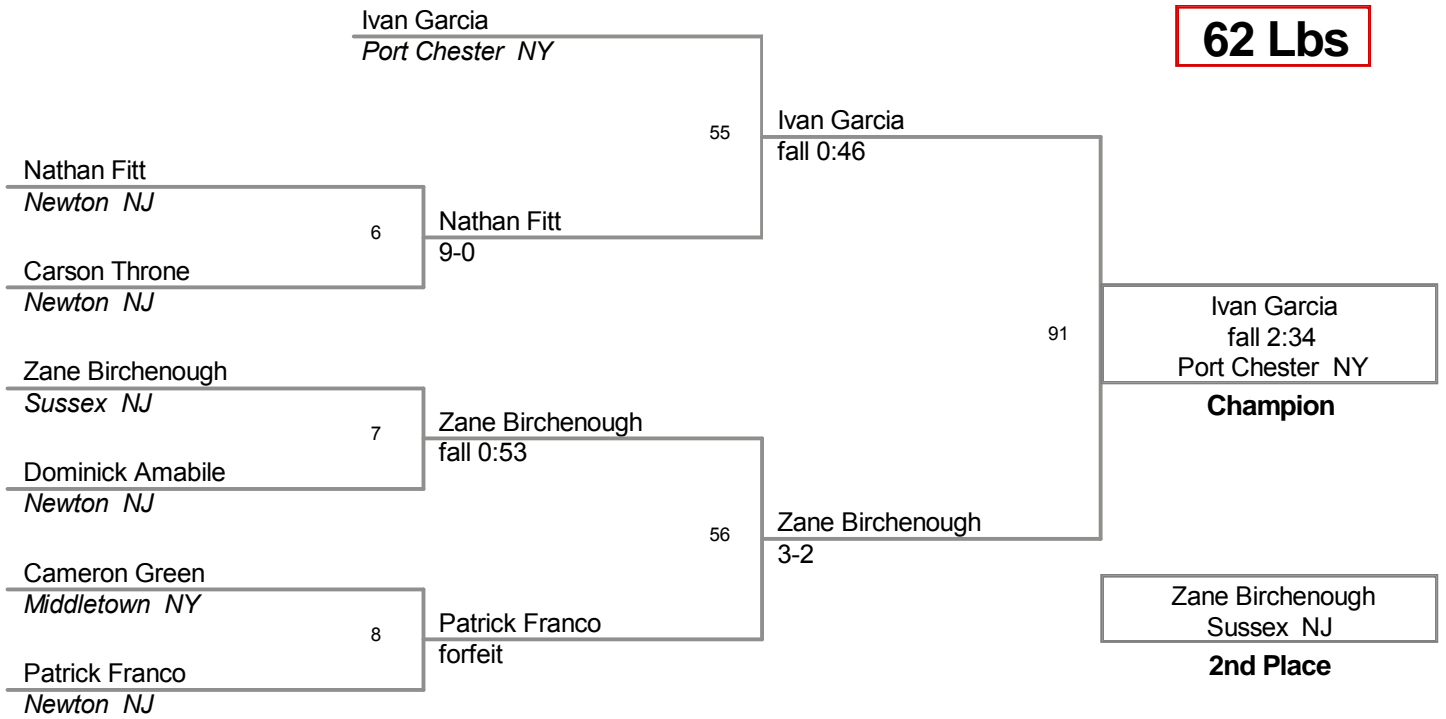 Ivan Garcia
Port Chester NY
62 Lbs
55
Ivan Garcia
fall 0:46
Nathan Fitt
Newton NJ
6
Nathan Fitt
9-0
Carson Throne
Newton NJ
91
Ivan Garcia
fall 2:34
Port Chester NY
Champion
Zane Birchenough
Sussex NJ
7
Zane Birchenough
fall 0:53
Dominick Amabile
Newton NJ
56
Zane Birchenough
3-2
Cameron Green
Middletown NY
8
Patrick Franco
forfeit
Patrick Franco
Newton NJ
Zane Birchenough
Sussex NJ
2nd Place